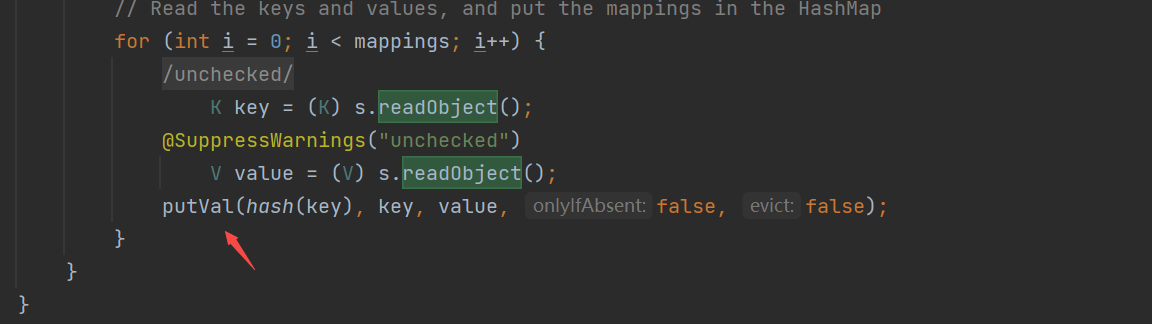 // Read the keys and values, and put the mappings in the HashMap
for (int i = 0; i < mappings; i++) {
/unchecked/
K key = (K) s.readObject();
@SuppressWarnings("unchecked")
V value = (V) s.readObject();
putVal(hash(key), key, value, onlyIfAbsent: false, evict: false);
}
}
}